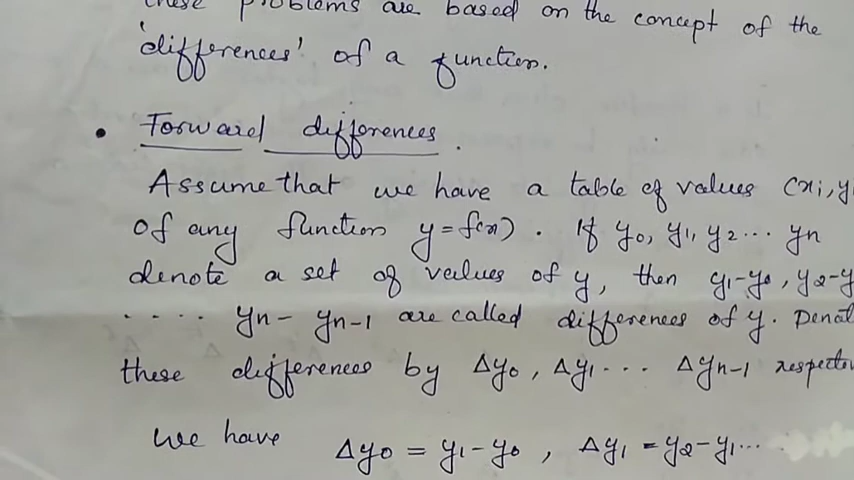 these problems are based on the concept of the
'differences' of a function.
• Forward differences.
Assume that we have a table of values (xi, y
of any function y=f(x). If y0, y1, y2... yn
denote a set of values of y, then y1-y0, y2-y
.... yn - yn-1 are called differences of y. Denot
these differences by Δy0, Δy1... Δyn-1 respectiv
We have Δy0 = y1-y0, Δy1 = y2-y1...